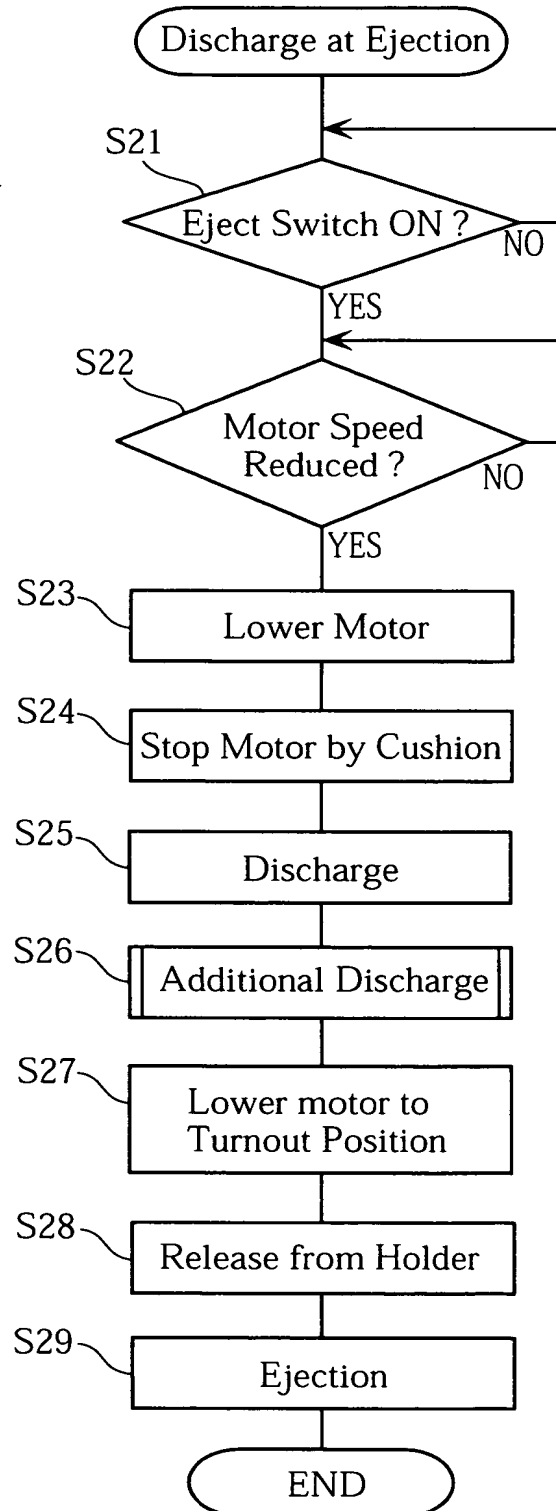 Discharge at Ejection
S21
Eject Switch ON ?
NO
YES
S22
Motor Speed
Reduced ?
NO
YES
S23
Lower Motor
S24
Stop Motor by Cushion
S25
Discharge
S26
Additional Discharge
S27
Lower motor to
Turnout Position
S28
Release from Holder
S29
Ejection
END